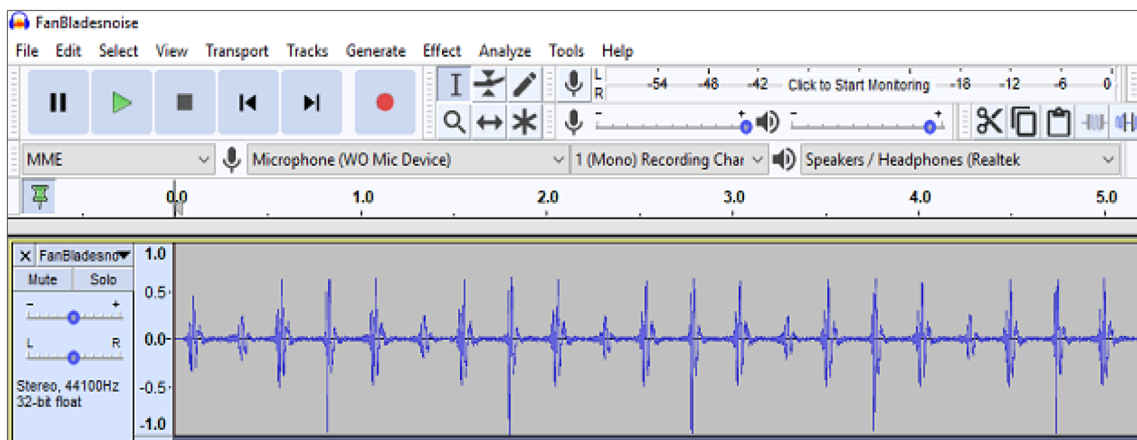 FanBladesnoise
File Edit Select View Transport Tracks Generate Effect Analyze Tools Help
L
R
-54 -48 -42 Click to Start Monitoring -18 -12 -6 0
- +
- +
MME Microphone (WO Mic Device) 1 (Mono) Recording Char Speakers / Headphones (Realtek
0.0 1.0 2.0 3.0 4.0 5.0
X FanBladesno
Mute Solo
- +
L R
Stereo, 44100Hz
32-bit float
1.0
0.5
0.0
-0.5
-1.0